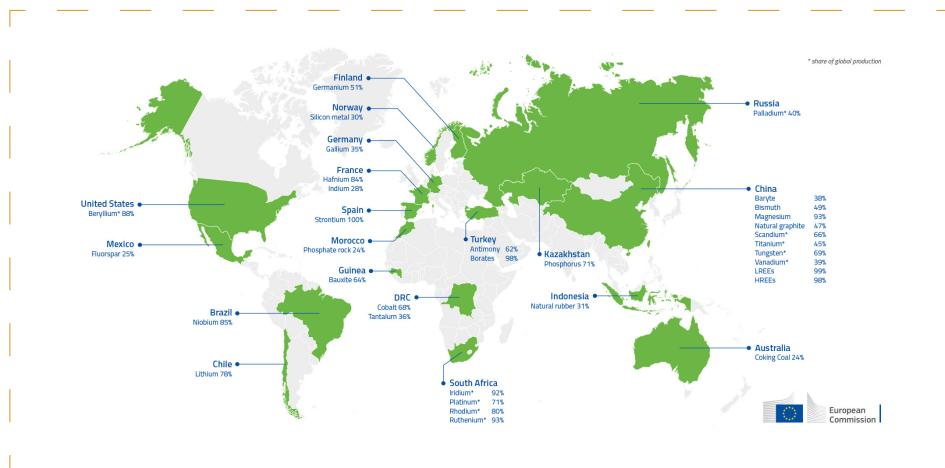 * share of global production
Finland
Germanium 51%
Norway
Silicon metal 30%
Germany
Gallium 35%
France
Hafnium 84%
Indium 28%
Spain
Strontium 100%
Morocco
Phosphate rock 24%
Guinea
Bauxite 64%
United States
Beryllium* 88%
Mexico
Fluorspar 25%
Brazil
Niobium 85%
Chile
Lithium 78%
DRC
Cobalt 68%
Tantalum 36%
South Africa
Iridium* 92%
Platinum* 71%
Rhodium* 80%
Ruthenium* 93%
Turkey
Antimony 62%
Borates 98%
Kazakhstan
Phosphorus 71%
Indonesia
Natural rubber 31%
Russia
Palladium* 40%
China
Baryte 38%
Bismuth 49%
Magnesium 93%
Natural graphite 47%
Scandium* 66%
Titanium* 45%
Tungsten* 69%
Vanadium* 39%
LREEs 99%
HREEs 98%
Australia
Coking Coal 24%
European
Commission